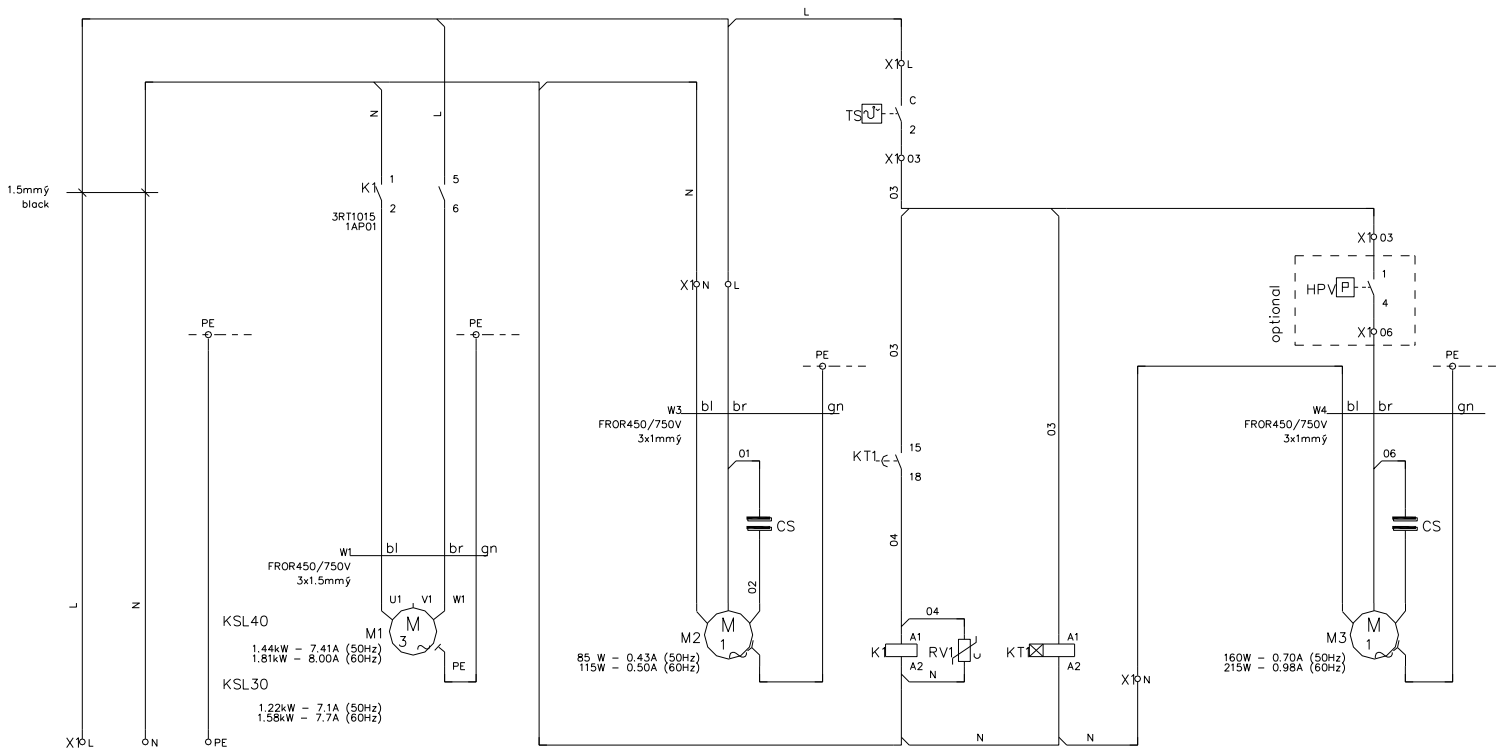 L
X1 L
C
TS
2
X1 03
N
L
1.5mmý
black
K1
1
2
5
6
3RT1015
1AP01
N
03
X1 03
optional
HPV P
1
4
X1 06
X1 N
L
PE
PE
PE
PE
03
W3
bl
br
gn
FROR450/750V
3x1mmý
W4
bl
br
gn
FROR450/750V
3x1mmý
03
KT1
15
18
01
CS
02
06
CS
04
W1
bl
br
gn
FROR450/750V
3x1.5mmý
L
N
U1
V1
W1
M1
M
3
PE
KSL40
1.44kW - 7.41A (50Hz)
1.81kW - 8.00A (60Hz)
KSL30
1.22kW - 7.1A (50Hz)
1.58kW - 7.7A (60Hz)
M2
M
1
85 W - 0.43A (50Hz)
115W - 0.50A (60Hz)
04
K1
A1
A2
RV1
U
N
KT1
A1
A2
X1 N
M3
M
1
160W - 0.70A (50Hz)
215W - 0.98A (60Hz)
X1 L
N
PE
N
N